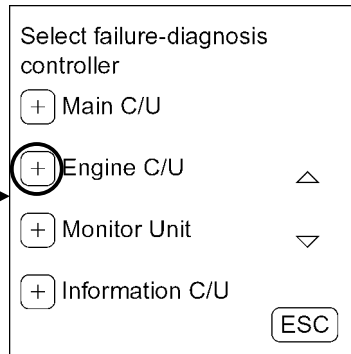 Select failure-diagnosis
controller
+ Main C/U
+ Engine C/U
+ Monitor Unit
+ Information C/U
ESC